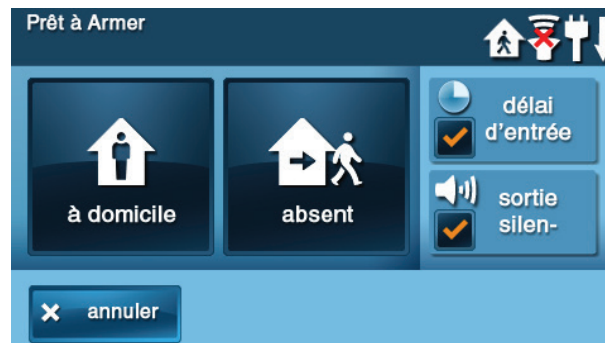 Prêt à Armer
à domicile
absent
délai
d'entrée
sortie
silen-
annuler